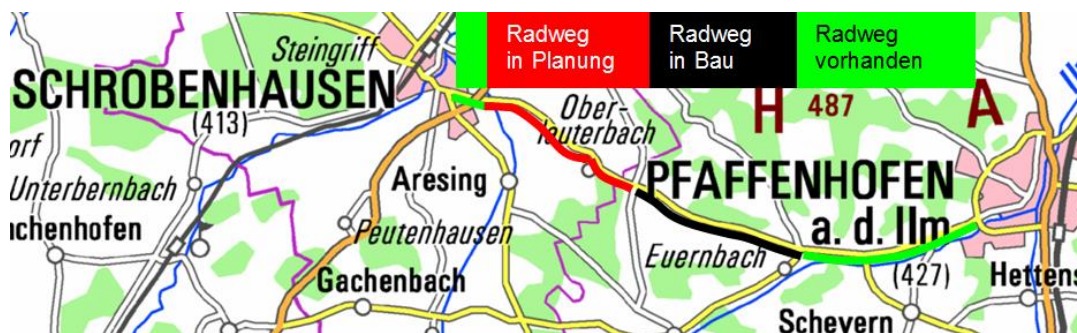 Radweg
in Planung
Radweg
in Bau
Radweg
vorhanden
Steingriff
SCHROBENHAUSEN
(413)
Ober-
lauterbach
H 487 A
orf
Unterbernbach
Aresing
PFAFFENHOFEN
a. d. Ilm
chenhofen
Peutenhausen
Euernbach
(427)
Gachenbach
Hettens
Scheyern